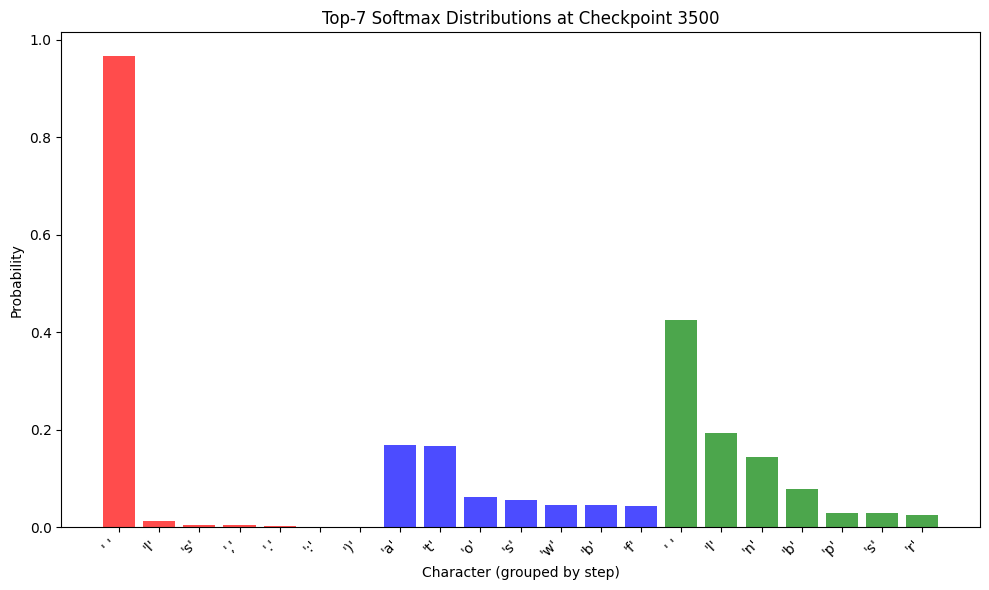 Top-7 Softmax Distributions at Checkpoint 3500
Probability
1.0
0.8
0.6
0.4
0.2
0.0
' ' 'l' 's' ',' '.' ':' ')' 'a' 't' 'o' 's' 'w' 'b' 'f' ' ' 'l' 'n' 'b' 'p' 's' 'r'
Character (grouped by step)